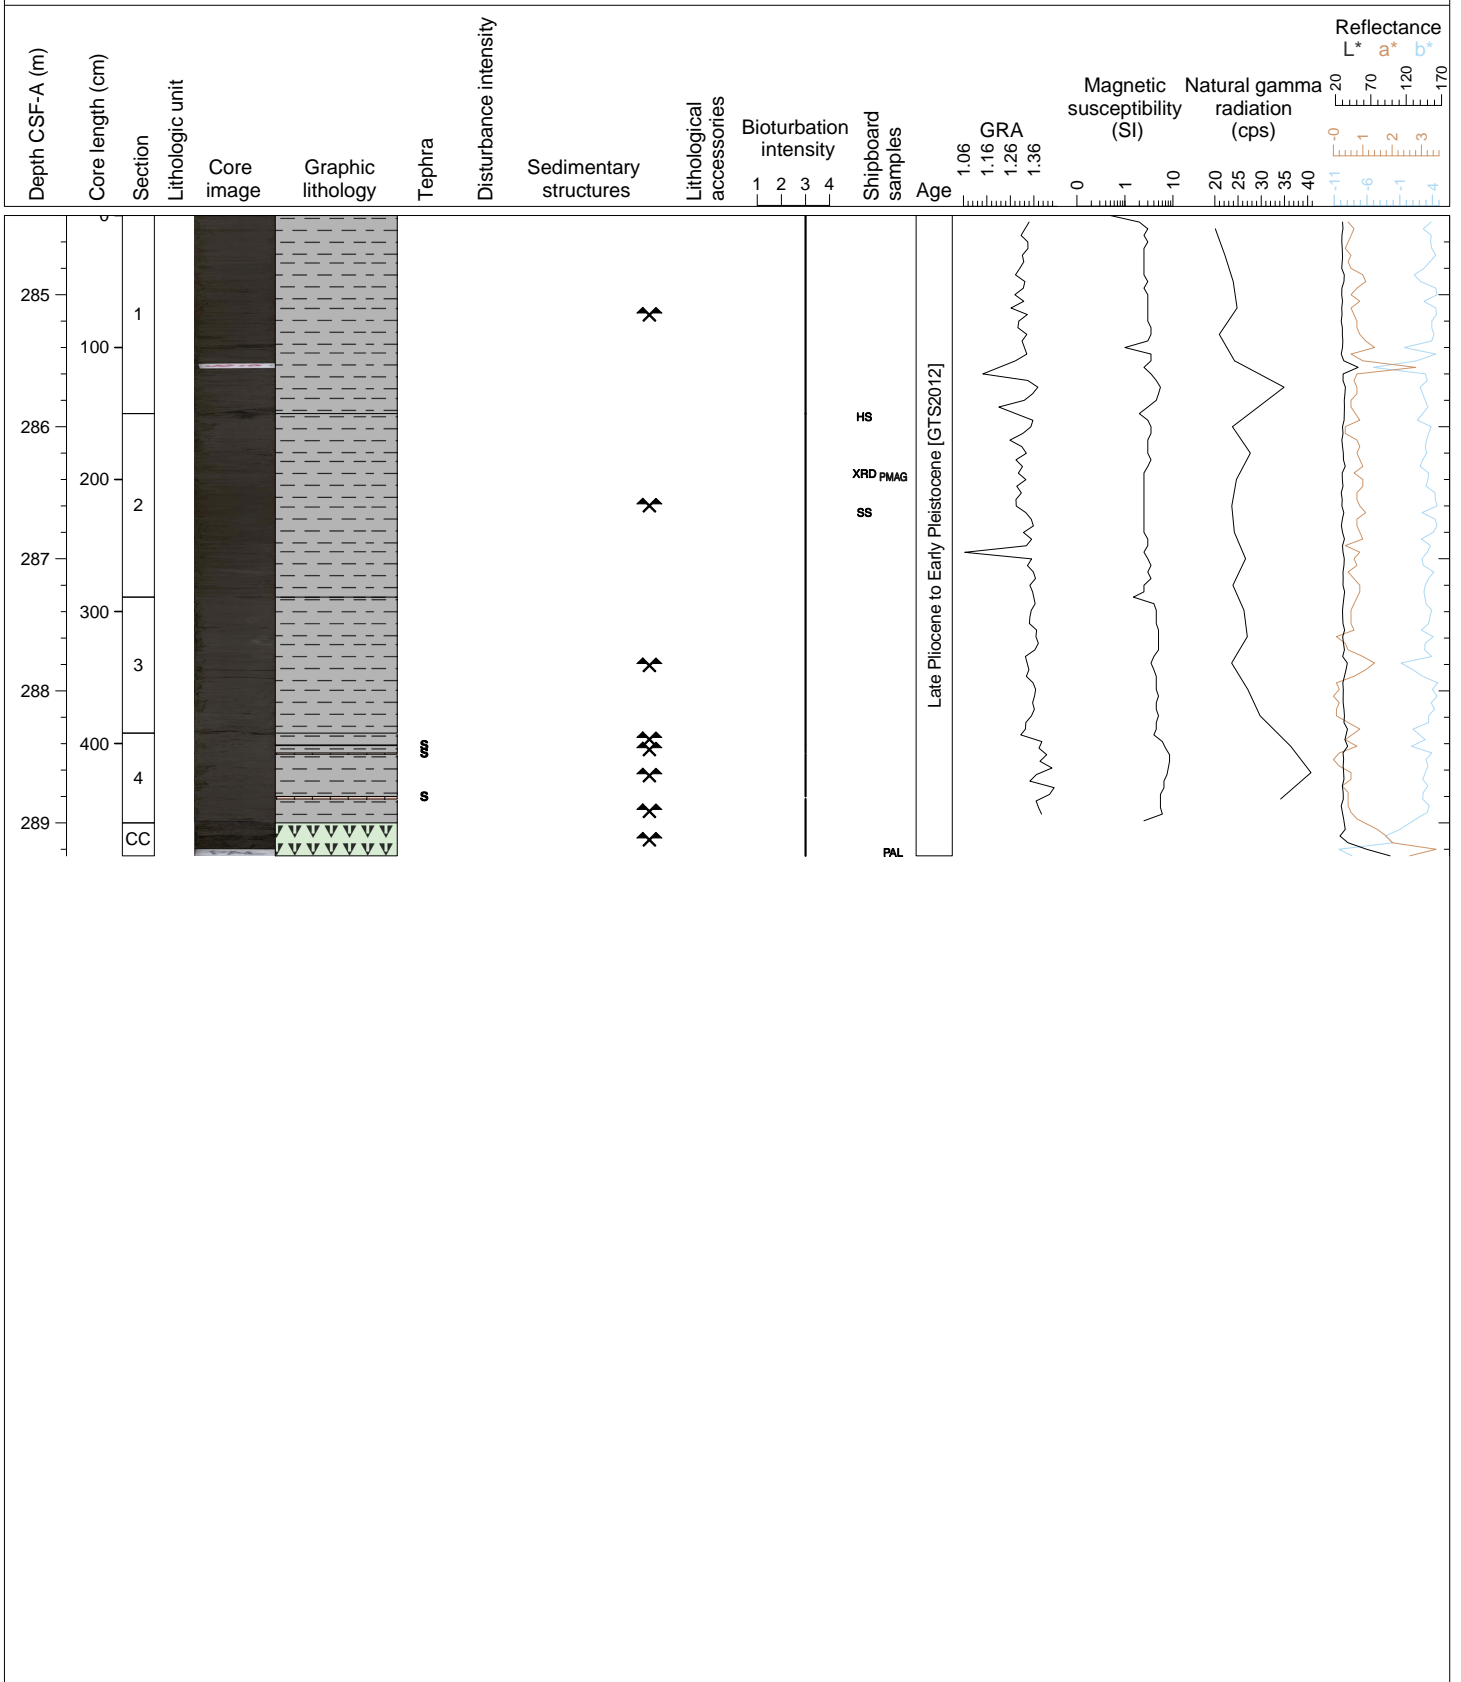 Depth CSF-A (m)
Core length (cm)
Section
Lithologic unit
Core
image
Graphic
lithology
Tephra
Disturbance intensity
Sedimentary
structures
Lithological
accessories
Bioturbation
intensity
1 2 3 4
Shipboard
samples
Age
GRA
1.06 1.16 1.26 1.36
Magnetic
susceptibility
(SI)
0 1 10
Natural gamma
radiation
(cps)
20 25 30 35 40
Reflectance
L* a* b*
20 70 120 170
-0 1 2 3
-11 -6 -1 4
0
285
1
100
286
HS
200
XRD PMAG
2
SS
287
300
3
288
400
S
S
4
S
289
CC
PAL
Late Pliocene to Early Pleistocene [GTS2012]